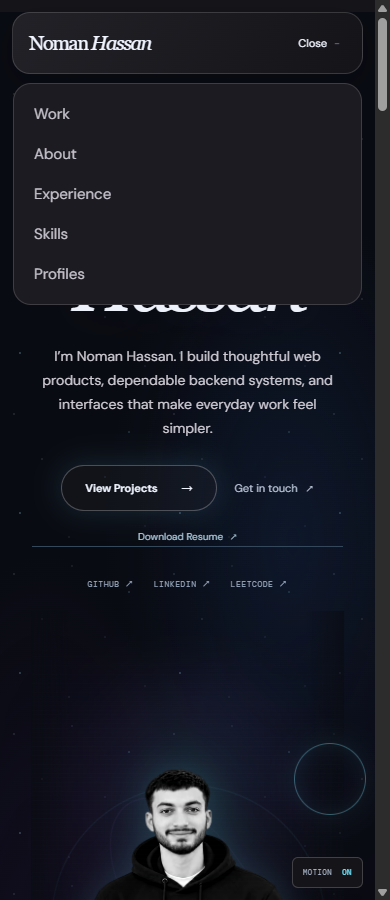 Noman Hassan
Close −
Work
About
Experience
Skills
Profiles
Hassan
I'm Noman Hassan. I build thoughtful web
products, dependable backend systems, and
interfaces that make everyday work feel
simpler.
View Projects →
Get in touch ↗
Download Resume ↗
GITHUB ↗ LINKEDIN ↗ LEETCODE ↗
MOTION ON